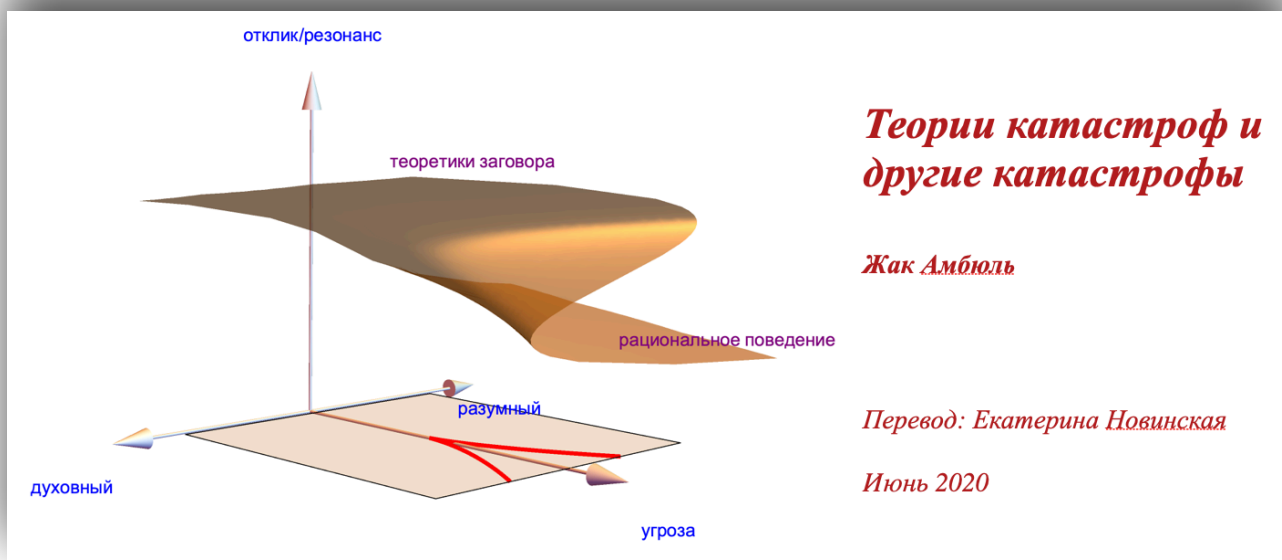 отклик/резонанс
теоретики заговора
рациональное поведение
разумный
духовный
угроза
Теории катастроф и
другие катастрофы
Жак Амбюль
Перевод: Екатерина Новинская
Июнь 2020